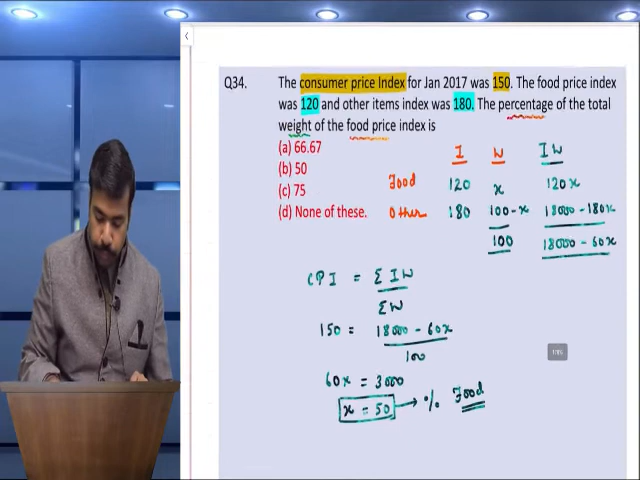 Q34. The consumer price Index for Jan 2017 was 150. The food price index
was 120 and other items index was 180. The percentage of the total
weight of the food price index is
(a) 66.67
(b) 50
(c) 75
(d) None of these.
I W IW
Food 120 x 120x
Other 180 100-x 18000-180x
100 18000-60x
CPI = Σ IW
Σ W
150 = 18000-60x
100
60x = 3000
x = 50 → % Food